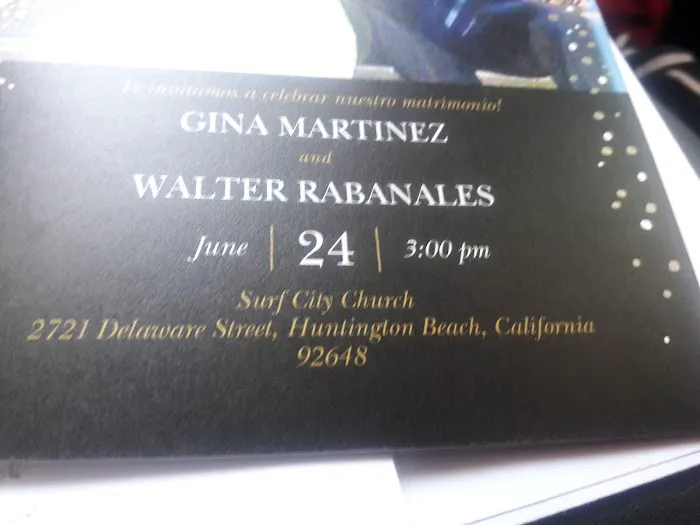 Te invitamos a celebrar nuestro matrimonio!
GINA MARTINEZ
and
WALTER RABANALES
June | 24 | 3:00 pm
Surf City Church
2721 Delaware Street, Huntington Beach, California
92648